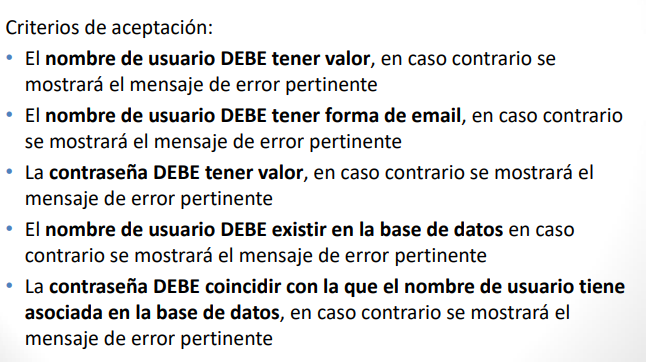 Criterios de aceptación:
• El nombre de usuario DEBE tener valor, en caso contrario se
mostrará el mensaje de error pertinente
• El nombre de usuario DEBE tener forma de email, en caso contrario
se mostrará el mensaje de error pertinente
• La contraseña DEBE tener valor, en caso contrario se mostrará el
mensaje de error pertinente
• El nombre de usuario DEBE existir en la base de datos en caso
contrario se mostrará el mensaje de error pertinente
• La contraseña DEBE coincidir con la que el nombre de usuario tiene
asociada en la base de datos, en caso contrario se mostrará el
mensaje de error pertinente